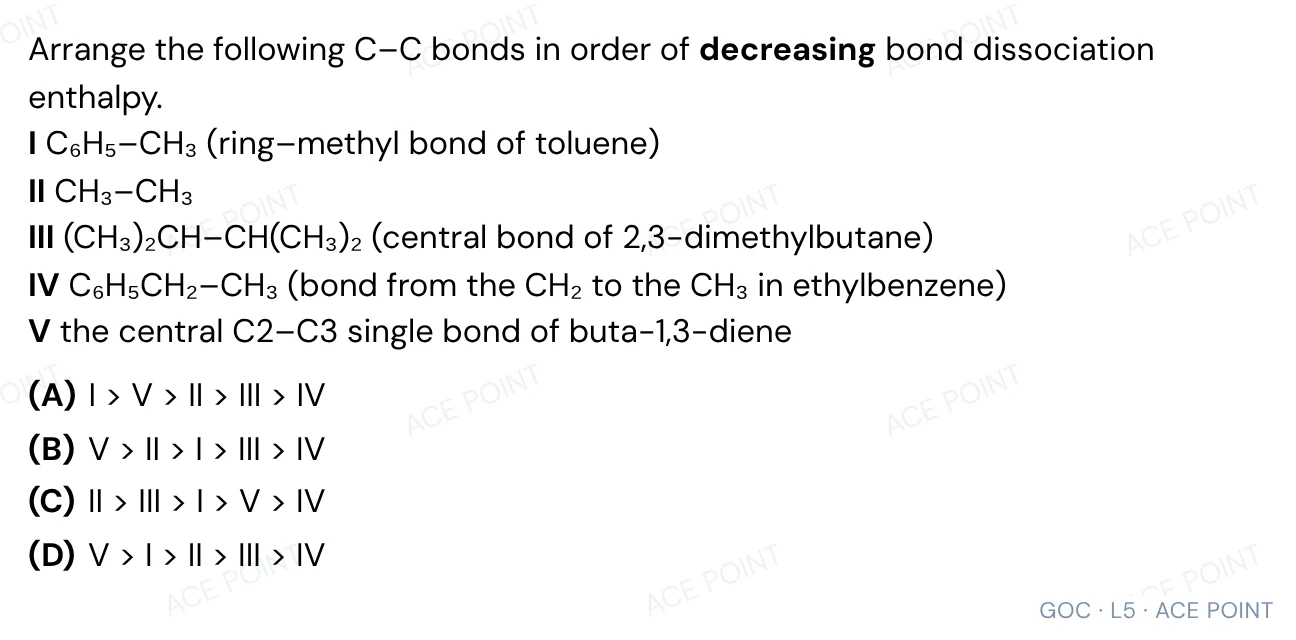 Arrange the following C–C bonds in order of decreasing bond dissociation
enthalpy.
I C₆H₅–CH₃ (ring–methyl bond of toluene)
II CH₃–CH₃
III (CH₃)₂CH–CH(CH₃)₂ (central bond of 2,3-dimethylbutane)
IV C₆H₅CH₂–CH₃ (bond from the CH₂ to the CH₃ in ethylbenzene)
V the central C2–C3 single bond of buta-1,3-diene
(A) I > V > II > III > IV
(B) V > II > I > III > IV
(C) II > III > I > V > IV
(D) V > I > II > III > IV
GOC · L5 · ACE POINT